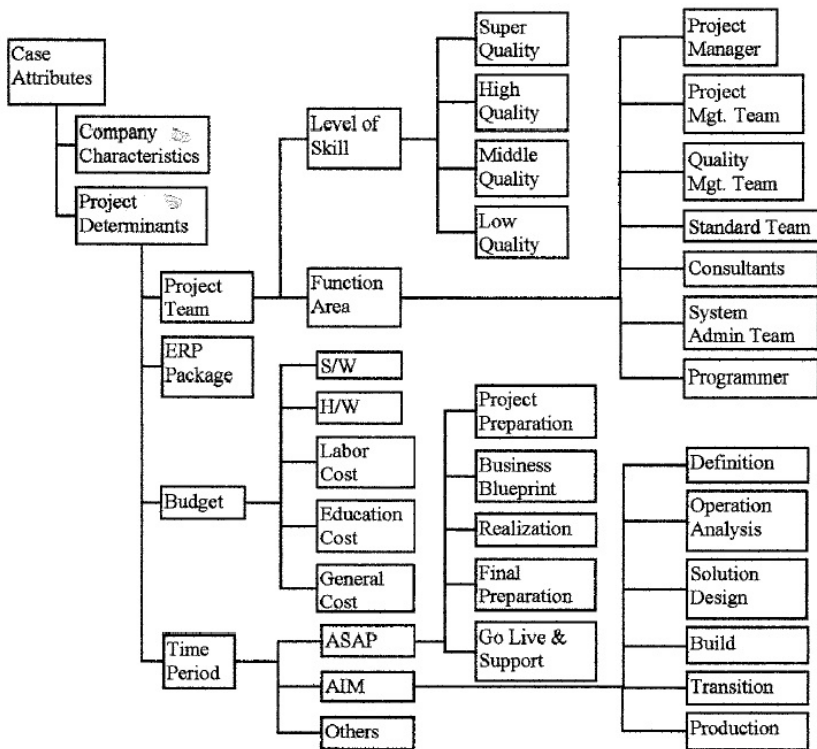 Case
Attributes
Company
Characteristics
Project
Determinants
Project
Team
ERP
Package
Budget
Time
Period
Level of
Skill
Function
Area
S/W
H/W
Labor
Cost
Education
Cost
General
Cost
ASAP
AIM
Others
Super
Quality
High
Quality
Middle
Quality
Low
Quality
Project
Preparation
Business
Blueprint
Realization
Final
Preparation
Go Live &
Support
Project
Manager
Project
Mgt. Team
Quality
Mgt. Team
Standard Team
Consultants
System
Admin Team
Programmer
Definition
Operation
Analysis
Solution
Design
Build
Transition
Production